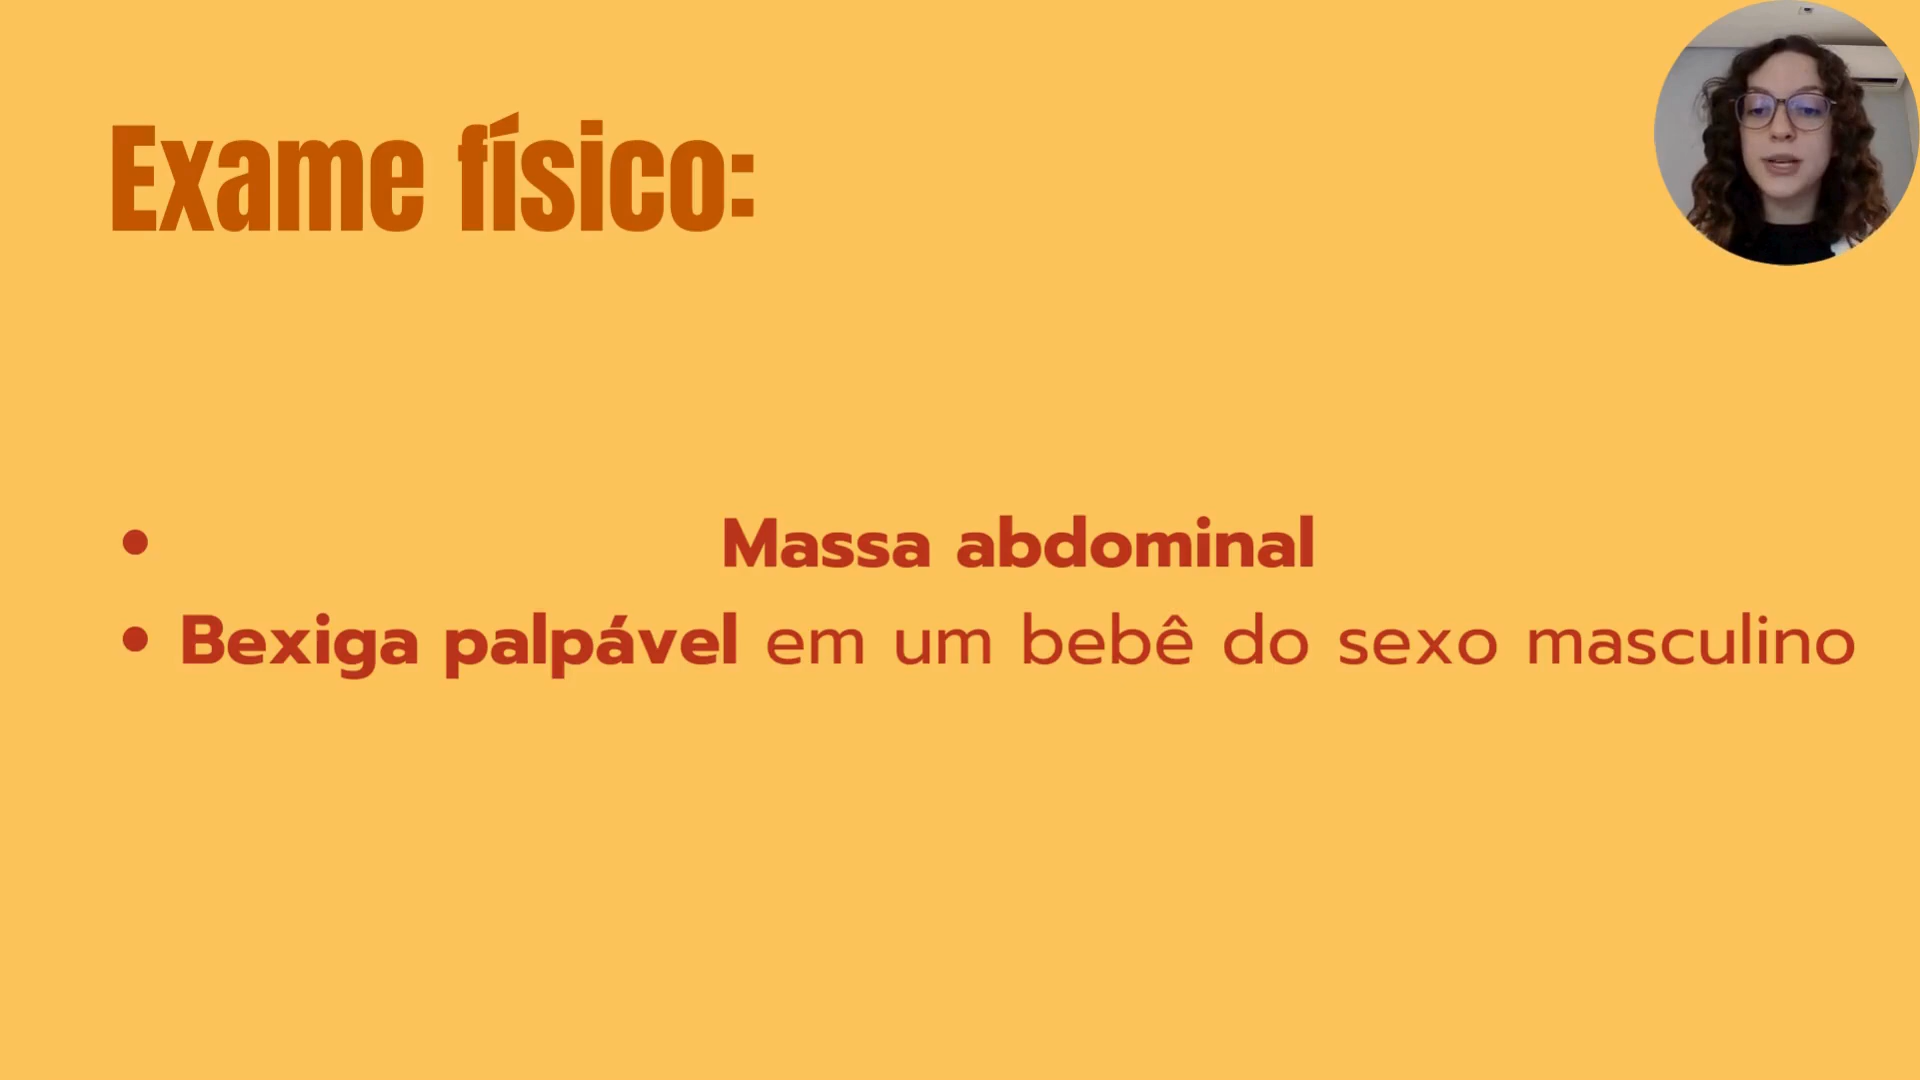 Exame físico:
• Massa abdominal
• Bexiga palpável em um bebê do sexo masculino